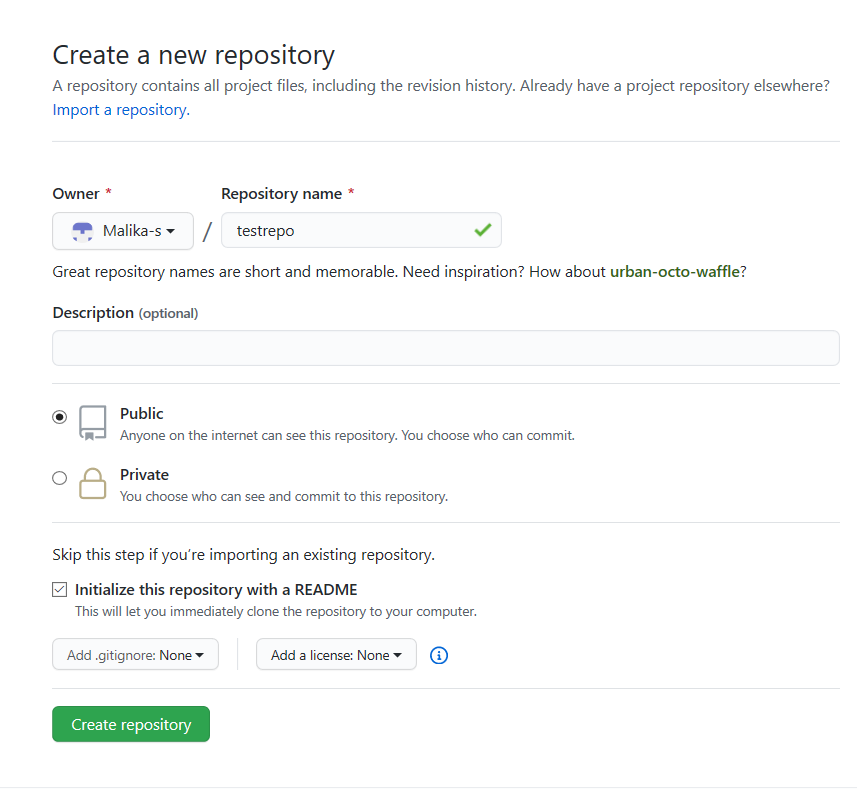 Create a new repository
A repository contains all project files, including the revision history. Already have a project repository elsewhere?
Import a repository.
Owner * Repository name *
Malika-s / testrepo
Great repository names are short and memorable. Need inspiration? How about urban-octo-waffle?
Description (optional)
Public
Anyone on the internet can see this repository. You choose who can commit.
Private
You choose who can see and commit to this repository.
Skip this step if you’re importing an existing repository.
Initialize this repository with a README
This will let you immediately clone the repository to your computer.
Add .gitignore: None Add a license: None
Create repository